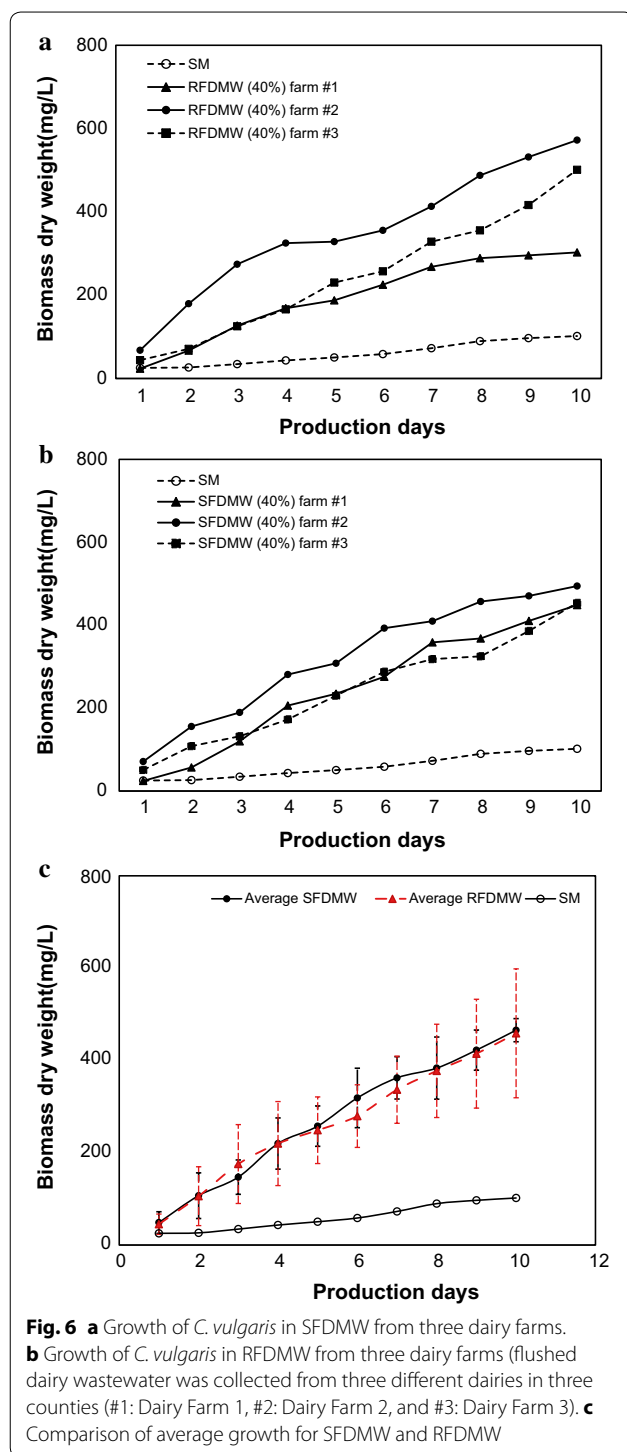 a
800
600
400
200
0
Biomass dry weight(mg/L)
SM
RFDMW (40%) farm #1
RFDMW (40%) farm #2
RFDMW (40%) farm #3
1 2 3 4 5 6 7 8 9 10
Production days
b
800
600
400
200
0
Biomass dry weight(mg/L)
SM
SFDMW (40%) farm #1
SFDMW (40%) farm #2
SFDMW (40%) farm #3
1 2 3 4 5 6 7 8 9 10
Production days
c
800
600
400
200
0
Biomass dry weight(mg/L)
Average SFDMW Average RFDMW SM
0 2 4 6 8 10 12
Production days
Fig. 6 a Growth of C. vulgaris in SFDMW from three dairy farms.
b Growth of C. vulgaris in RFDMW from three dairy farms (flushed
dairy wastewater was collected from three different dairies in three
counties (#1: Dairy Farm 1, #2: Dairy Farm 2, and #3: Dairy Farm 3). c
Comparison of average growth for SFDMW and RFDMW